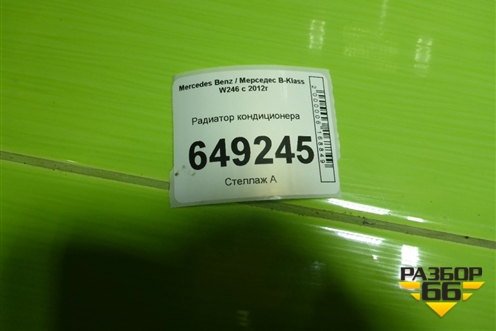 Mercedes Benz / Мерседес B-Klass
W246 с 2012г
Радиатор кондиционера
649245
Стеллаж А
РАЗБОР
66